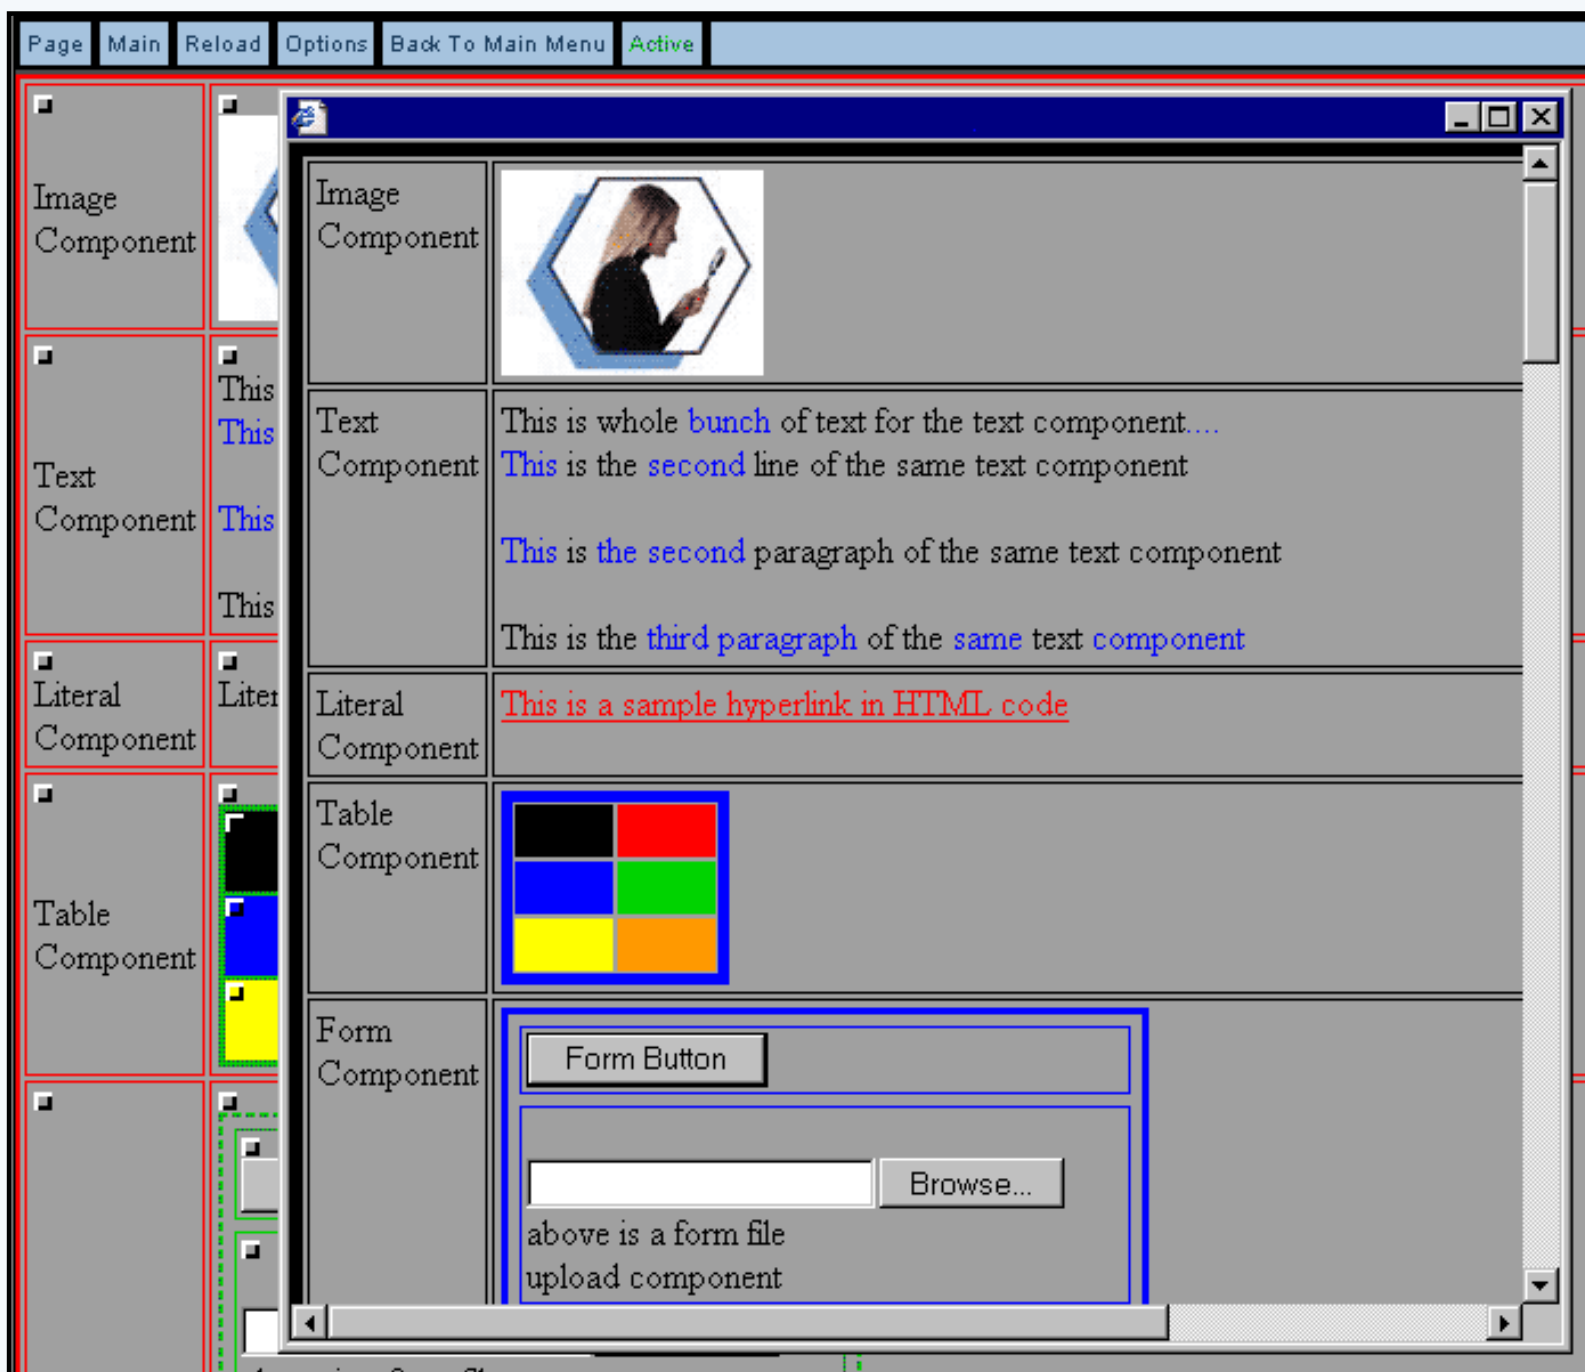 Page Main Reload Options Back To Main Menu Active
Image
Component
Text
Component
This
This
This
This
Literal
Component
Liter
Table
Component
Image
Component
Text
Component
This is whole bunch of text for the text component....
This is the second line of the same text component
This is the second paragraph of the same text component
This is the third paragraph of the same text component
Literal
Component
This is a sample hyperlink in HTML code
Table
Component
Form
Component
Form Button
Browse...
above is a form file
upload component